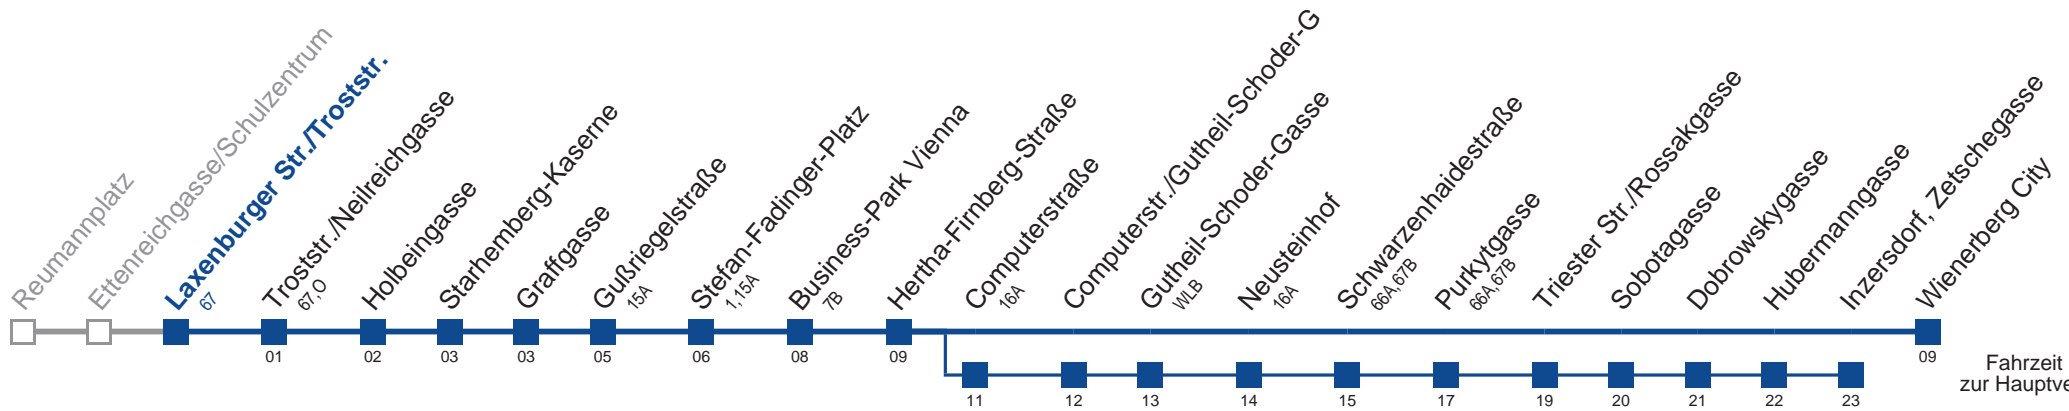 Reumannplatz
Ettenreichgasse/Schulzentrum
Laxenburger Str./Troststr.
67
Troststr./Neilreichgasse
67,O
Holbeingasse
Starhemberg-Kaserne
Graffgasse
Gußriegelstraße
15A
Stefan-Fadinger-Platz
1,15A
Business-Park Vienna
7B
Hertha-Firnberg-Straße
Computerstraße
16A
Computerstr./Gutheil-Schoder-G
Gutheil-Schoder-Gasse
WLB
Neusteinhof
16A
Schwarzenhaidestraße
66A,67B
Purkytgasse
66A,67B
Triester Str./Rossakgasse
Sobotagasse
Dobrowskygasse
Hubermanngasse
Inzersdorf, Zetschegasse
Wienerberg City
01 02 03 03 05 06 08 09 09
11 12 13 14 15 17 19 20 21 22 23
Fahrzeit
zur Hauptve